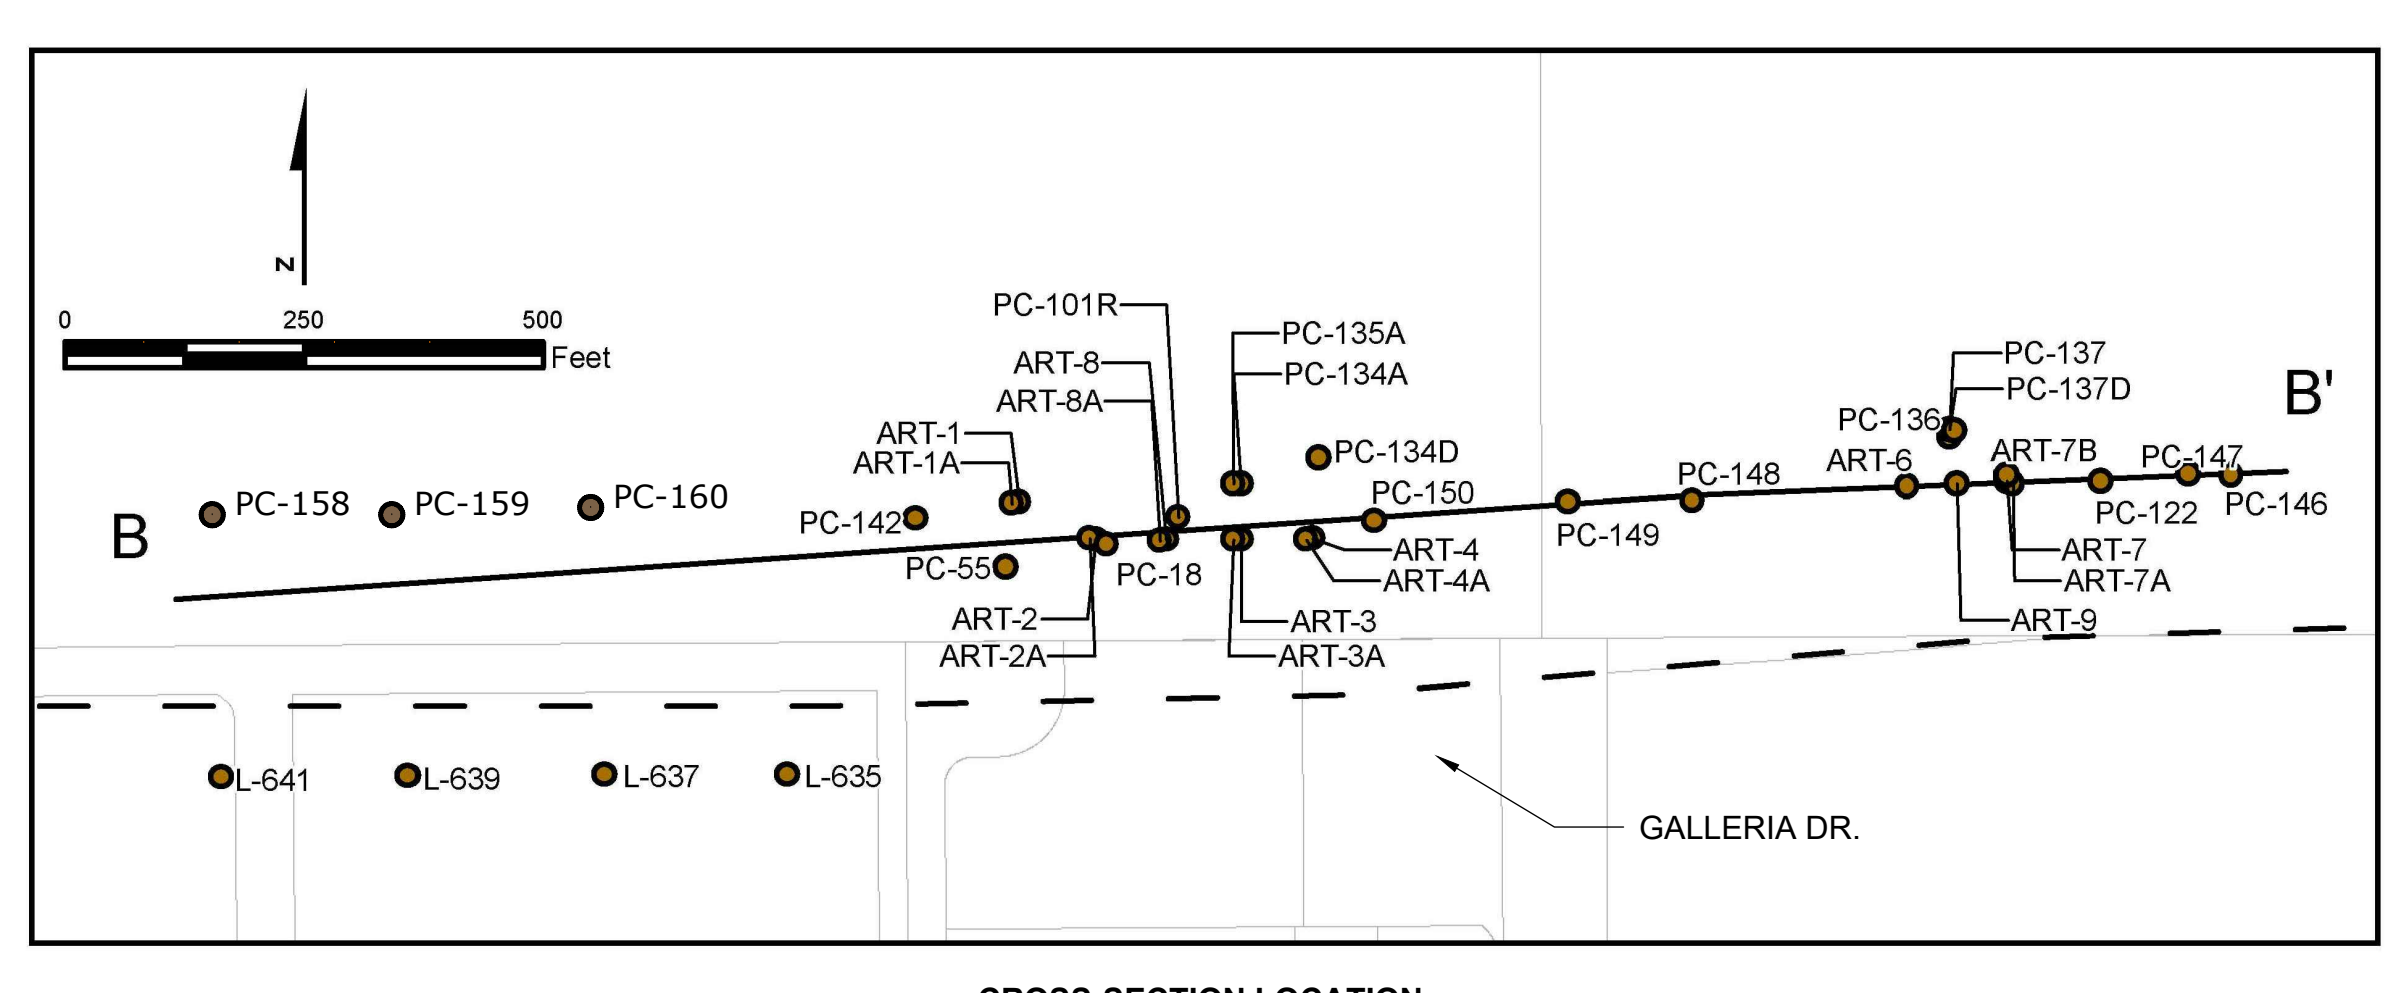 0 250 500
Feet
N
B
B'
PC-158
PC-159
PC-160
PC-142
PC-55
ART-1
ART-1A
PC-101R
ART-8
ART-8A
PC-135A
PC-134A
PC-134D
PC-150
PC-18
ART-2
ART-2A
ART-4
ART-4A
ART-3
ART-3A
PC-149
PC-148
PC-137
PC-137D
PC-136
ART-6
ART-7B
PC-147
PC-122
PC-146
ART-7
ART-7A
ART-9
L-641
L-639
L-637
L-635
GALLERIA DR.
CROSS-SECTION LOCATION